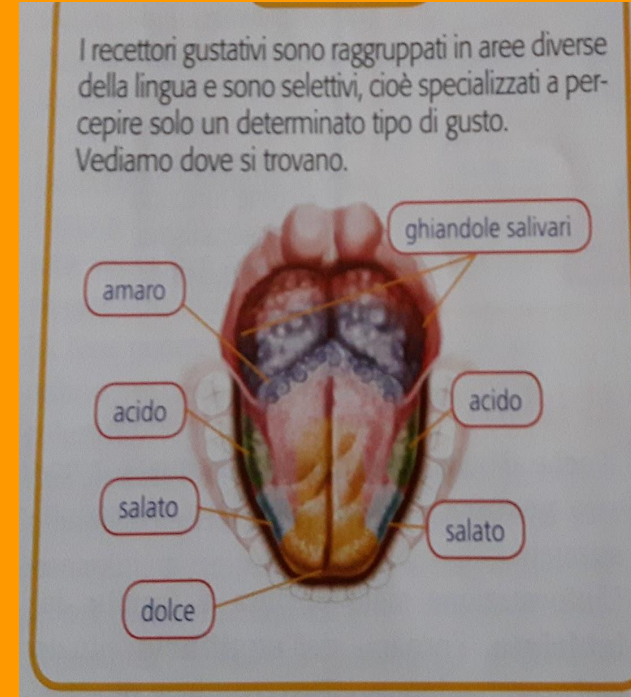 I recettori gustativi sono raggruppati in aree diverse
della lingua e sono selettivi, cioè specializzati a per-
cepire solo un determinato tipo di gusto.
Vediamo dove si trovano.
ghiandole salivari
amaro
acido
acido
salato
salato
dolce